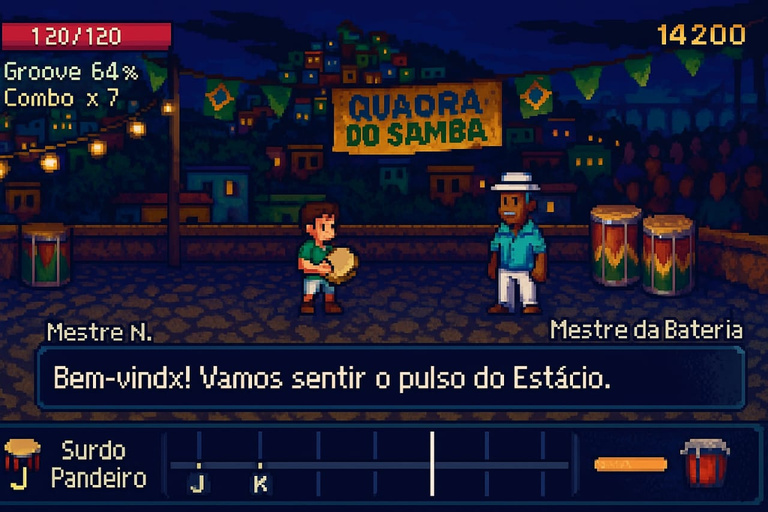 120/120
14200
Groove 64%
Combo x 7
QUADRA
DO SAMBA
Mestre N.
Mestre da Bateria
Bem-vindx! Vamos sentir o pulso do Estácio.
Surdo
J Pandeiro
J K